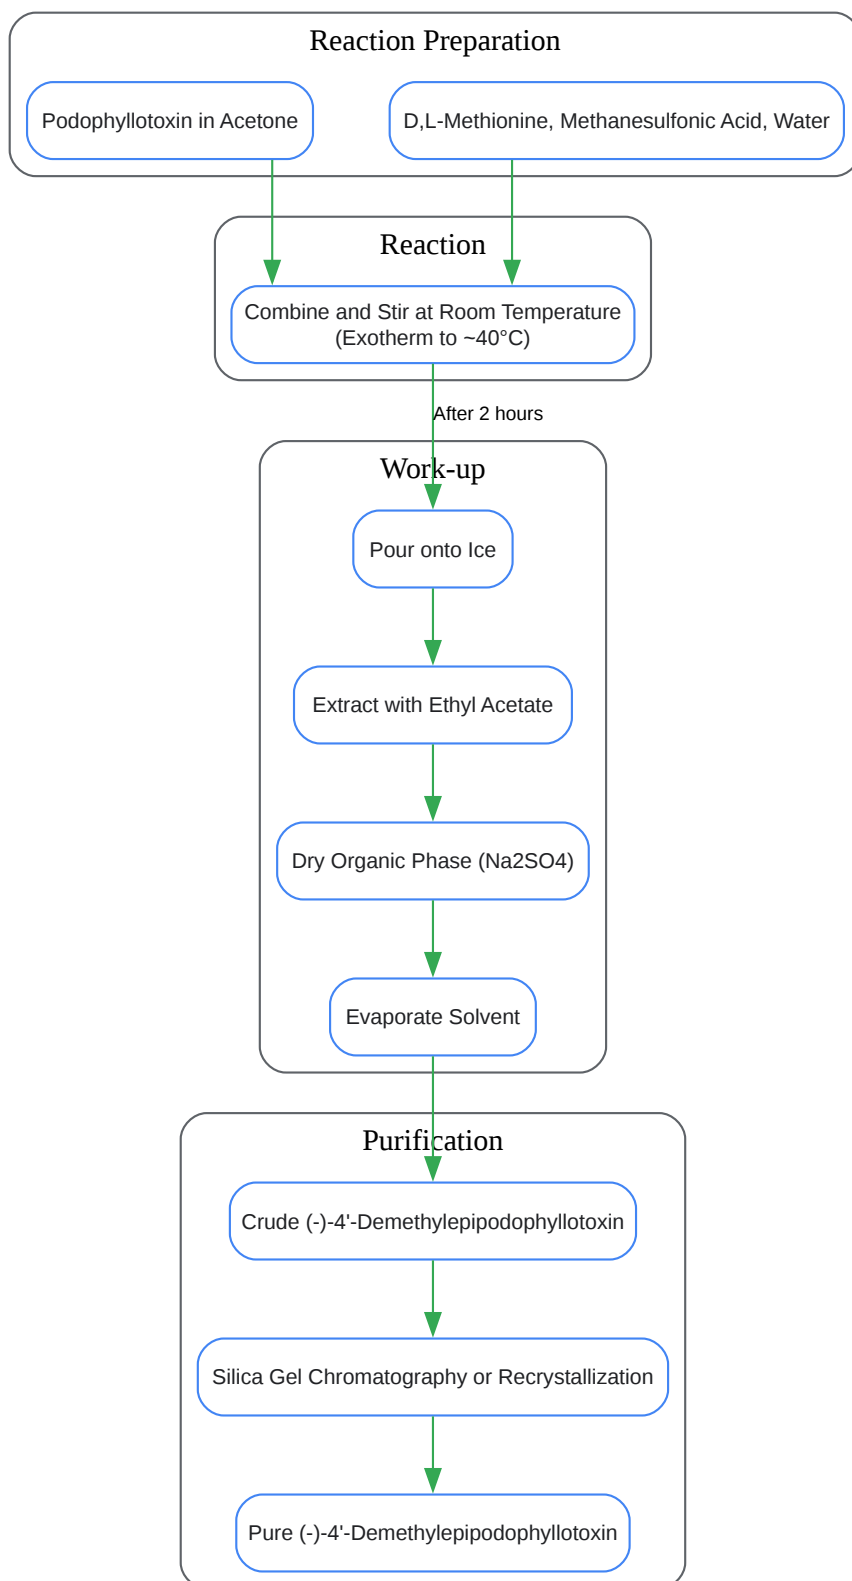 Reaction Preparation
Podophyllotoxin in Acetone
D,L-Methionine, Methanesulfonic Acid, Water
Reaction
Combine and Stir at Room Temperature
(Exotherm to ~40°C)
After 2 hours
Work-up
Pour onto Ice
Extract with Ethyl Acetate
Dry Organic Phase (Na2SO4)
Evaporate Solvent
Purification
Crude (-)-4'-Demethylepipodophyllotoxin
Silica Gel Chromatography or Recrystallization
Pure (-)-4'-Demethylepipodophyllotoxin